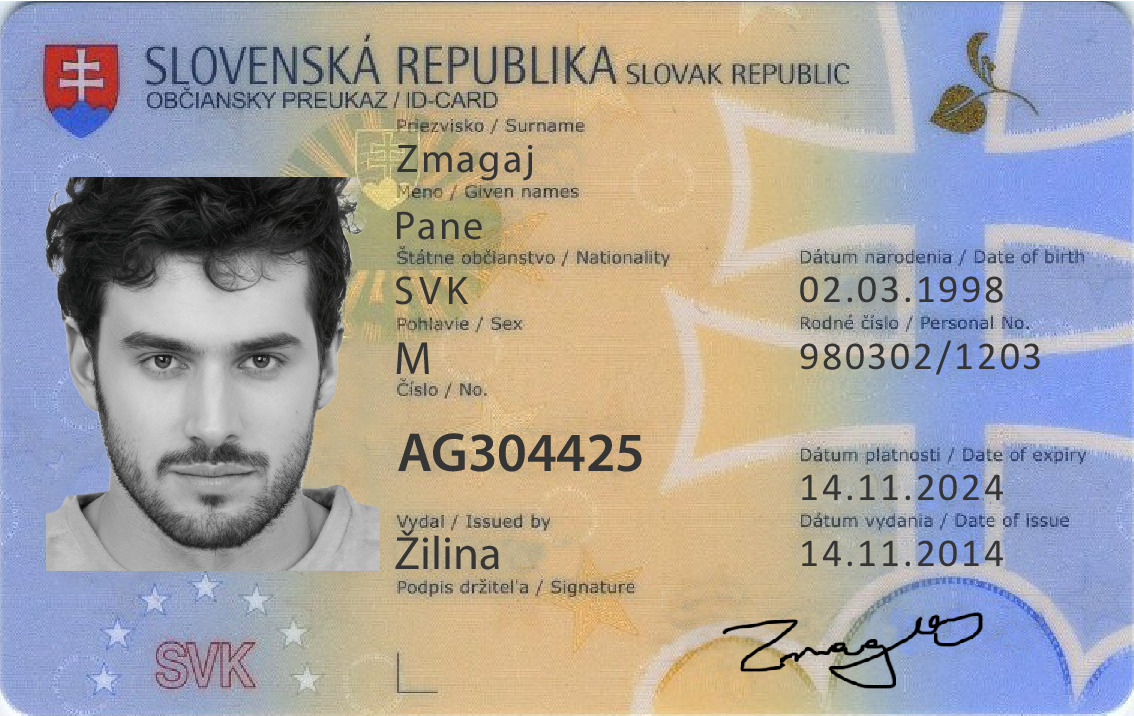 SLOVENSKÁ REPUBLIKA SLOVAK REPUBLIC
OBČIANSKY PREUKAZ / ID-CARD
Priezvisko / Surname
Zmagaj
Meno / Given names
Pane
Štátne občianstvo / Nationality
SVK
Dátum narodenia / Date of birth
02.03.1998
Pohlavie / Sex
M
Rodné číslo / Personal No.
980302/1203
Číslo / No.
AG304425
Dátum platnosti / Date of expiry
14.11.2024
Vydal / Issued by
Žilina
Dátum vydania / Date of issue
14.11.2014
Podpis držiteľa / Signature
SVK